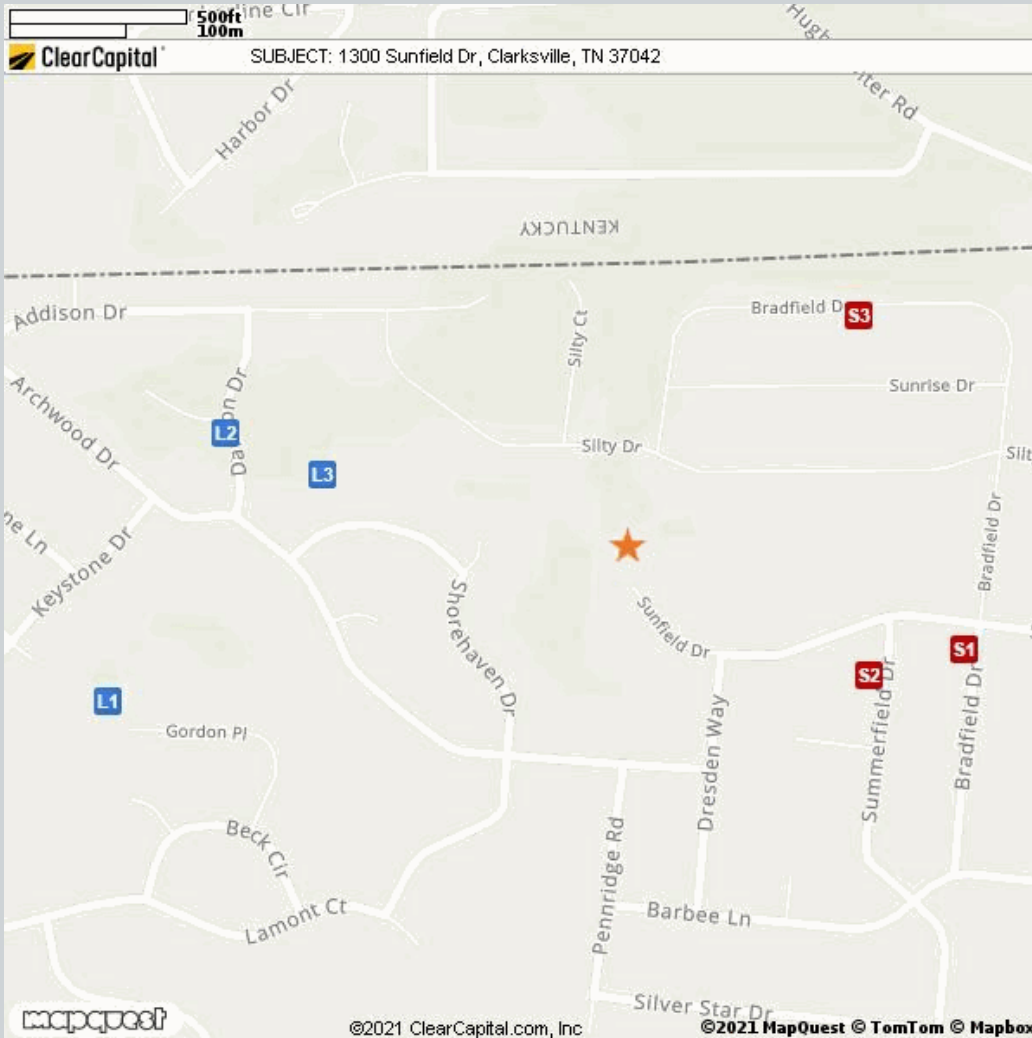 500ft
100m
ClearCapital
SUBJECT: 1300 Sunfield Dr, Clarksville, TN 37042
Harbor Dr
KENTUCKY
Addison Dr
Bradfield D
S3
Silty Ct
Sunrise Dr
Archwood Dr
L2
Silty Dr
Silt
L3
ne Ln
Keystone Dr
Bradfield Dr
Shorehaven Dr
Sunfield Dr
S1
S2
L1
Gordon Pl
Dresden Way
Summerfield Dr
Bradfield Dr
Beck Cir
Pennridge Rd
Lamont Ct
Barbee Ln
Silver Star Dr
mapquest
©2021 ClearCapital.com, Inc
©2021 MapQuest © TomTom © Mapbox